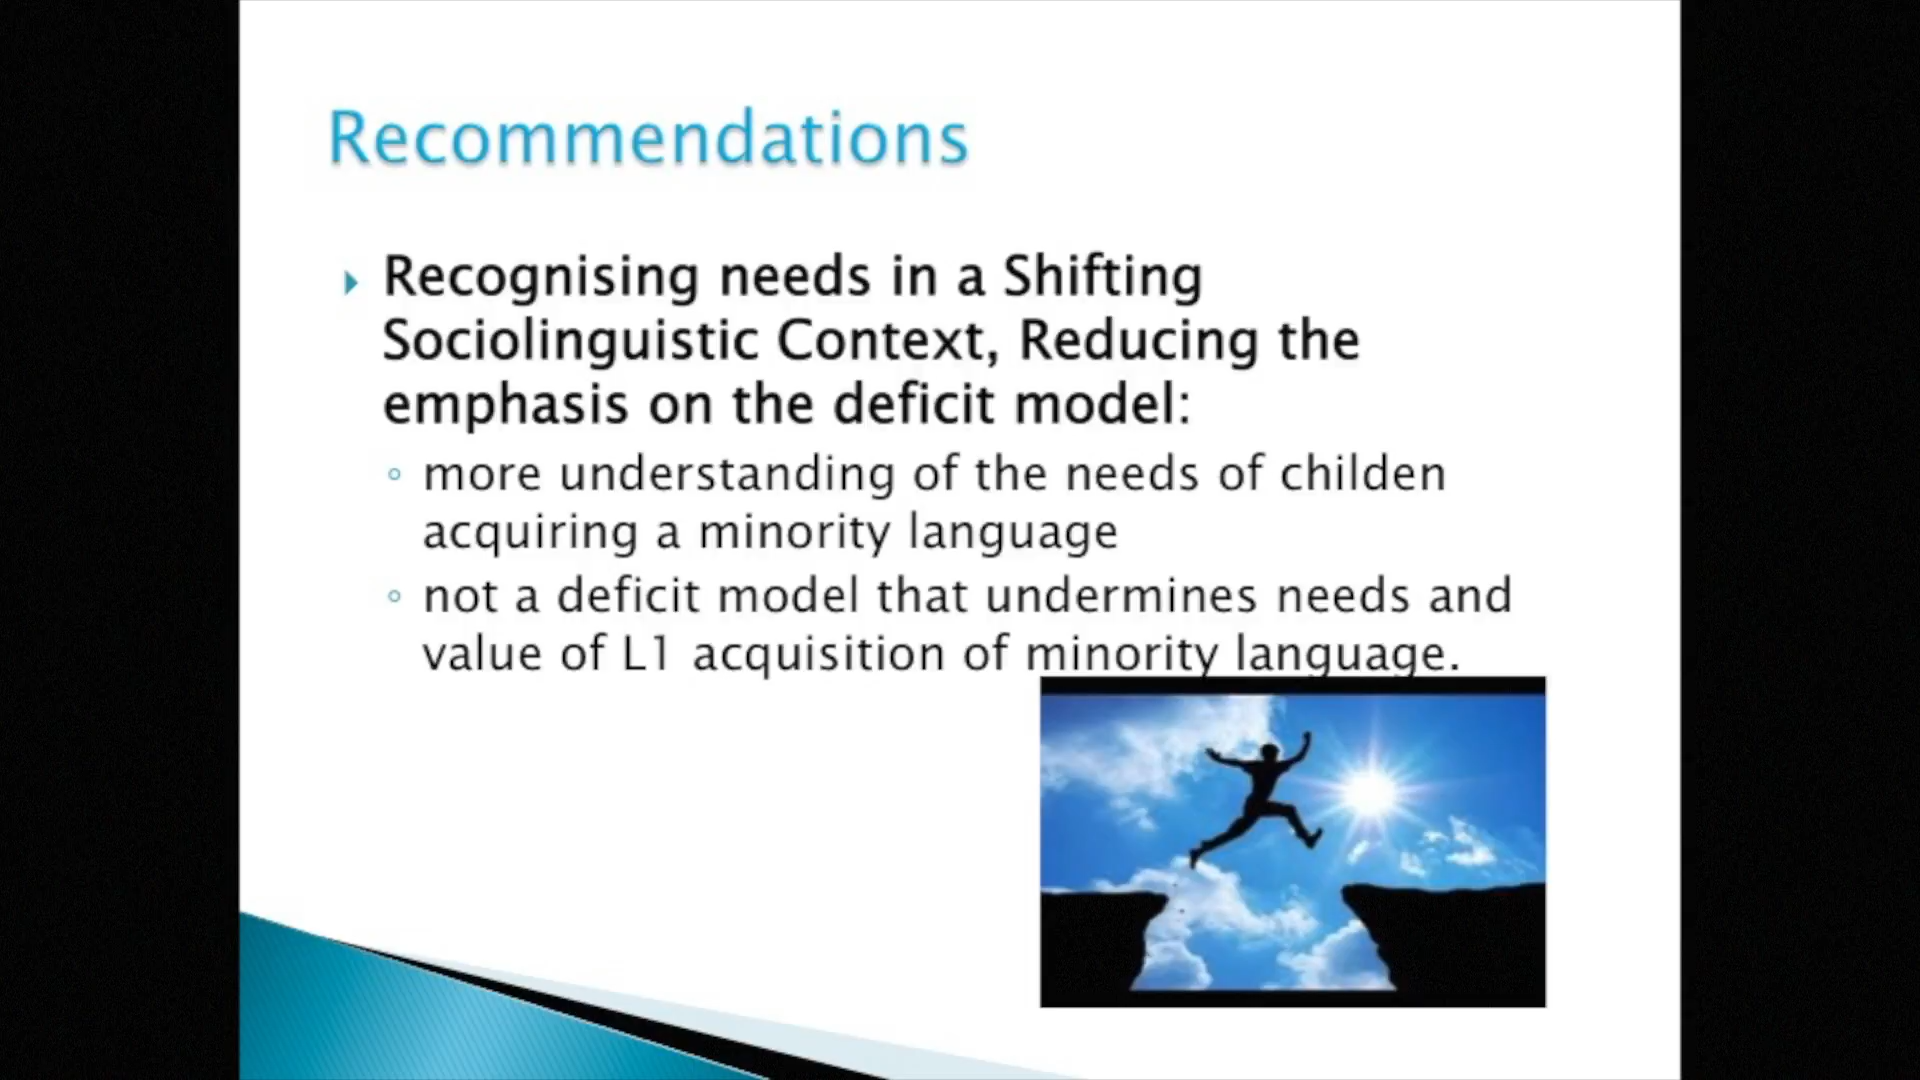 Recommendations
Recognising needs in a Shifting
Sociolinguistic Context, Reducing the
emphasis on the deficit model:
more understanding of the needs of childen
acquiring a minority language
not a deficit model that undermines needs and
value of L1 acquisition of minority language.